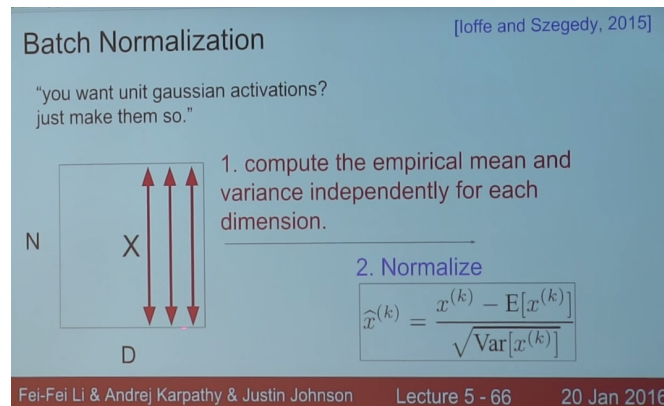 Batch Normalization
[Ioffe and Szegedy, 2015]
“you want unit gaussian activations?
just make them so.”
1. compute the empirical mean and
variance independently for each
dimension.
N
X
D
2. Normalize
x̂^(k) = (x^(k) − E[x^(k)]) / √Var[x^(k)]
Fei-Fei Li & Andrej Karpathy & Justin Johnson
Lecture 5 - 66
20 Jan 2016